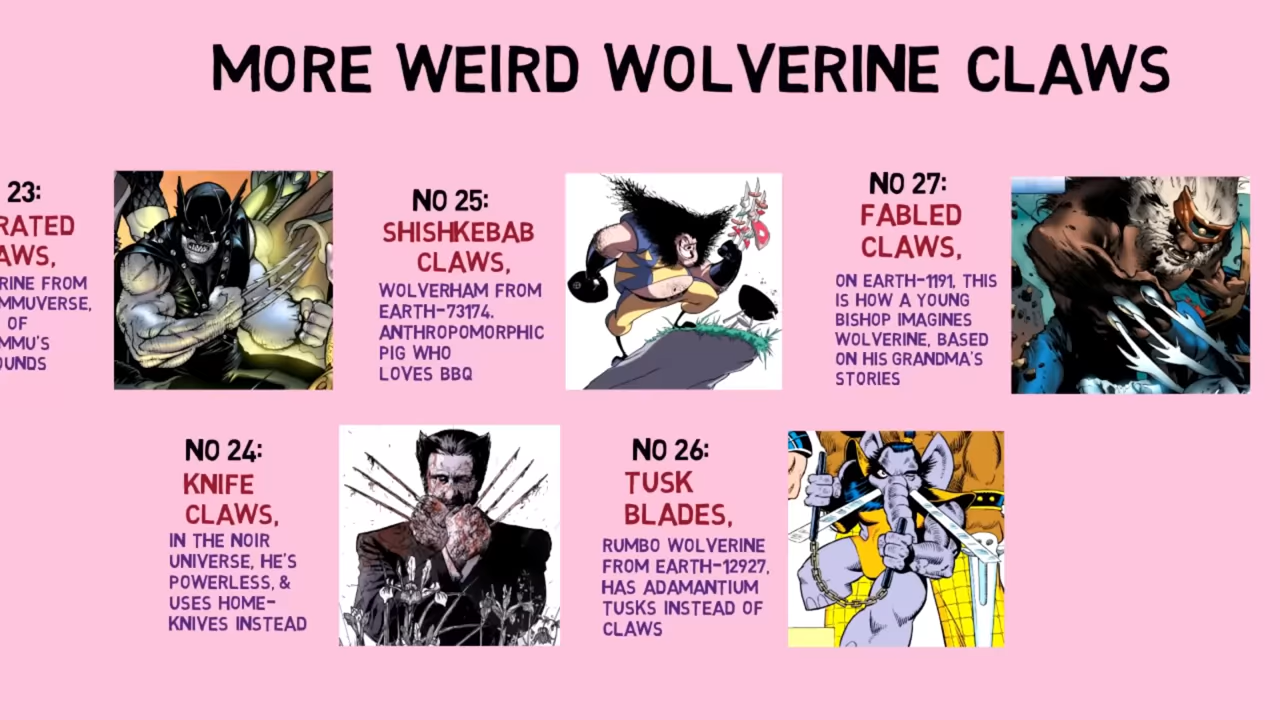 MORE WEIRD WOLVERINE CLAWS
23:
RATED
AWS,
RINE FROM
MMUVERSE,
OF
MMU'S
OUNDS
NO 25:
SHISHKEBAB
CLAWS,
WOLVERHAM FROM
EARTH-73174.
ANTHROPOMORPHIC
PIG WHO
LOVES BBQ
NO 27:
FABLED
CLAWS,
ON EARTH-1191, THIS
IS HOW A YOUNG
BISHOP IMAGINES
WOLVERINE, BASED
ON HIS GRANDMA'S
STORIES
NO 24:
KNIFE
CLAWS,
IN THE NOIR
UNIVERSE, HE'S
POWERLESS, &
USES HOME-
KNIVES INSTEAD
NO 26:
TUSK
BLADES,
RUMBO WOLVERINE
FROM EARTH-12927,
HAS ADAMANTIUM
TUSKS INSTEAD OF
CLAWS